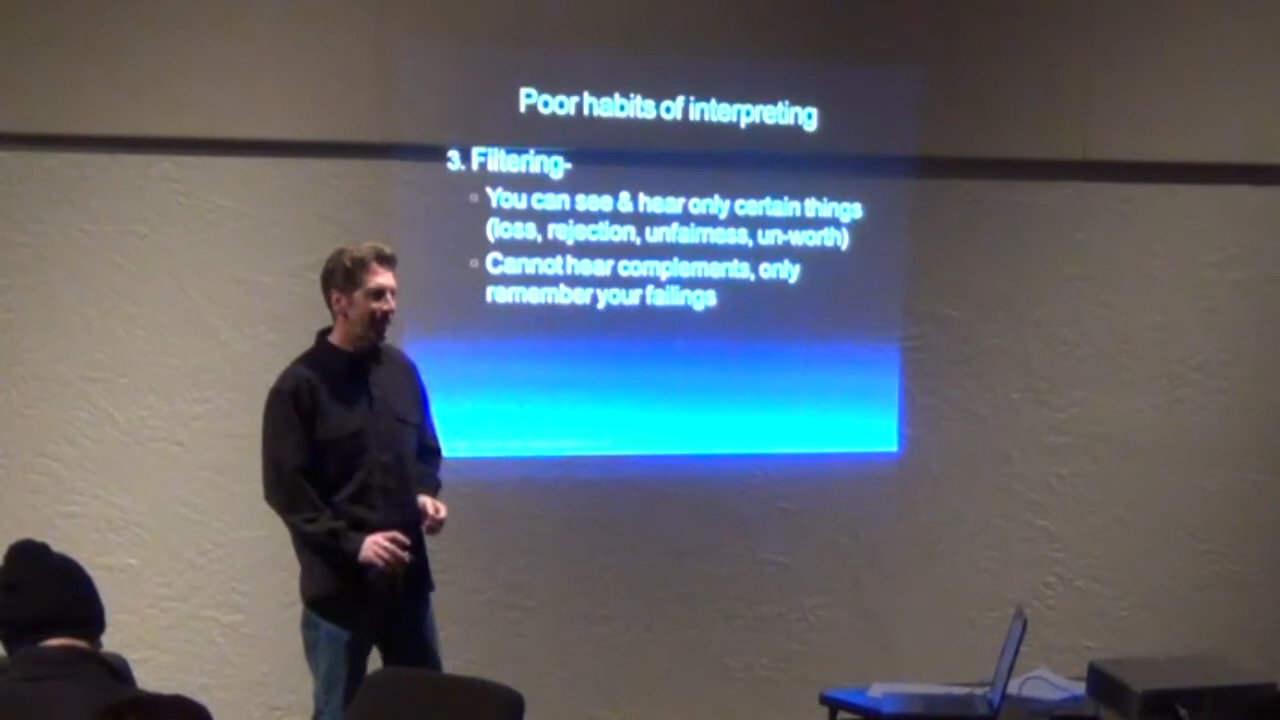 Poor habits of interpreting
3. Filtering-
You can see & hear only certain things
(loss, rejection, unfairness, un-worth)
Cannot hear complements, only
remember your failings